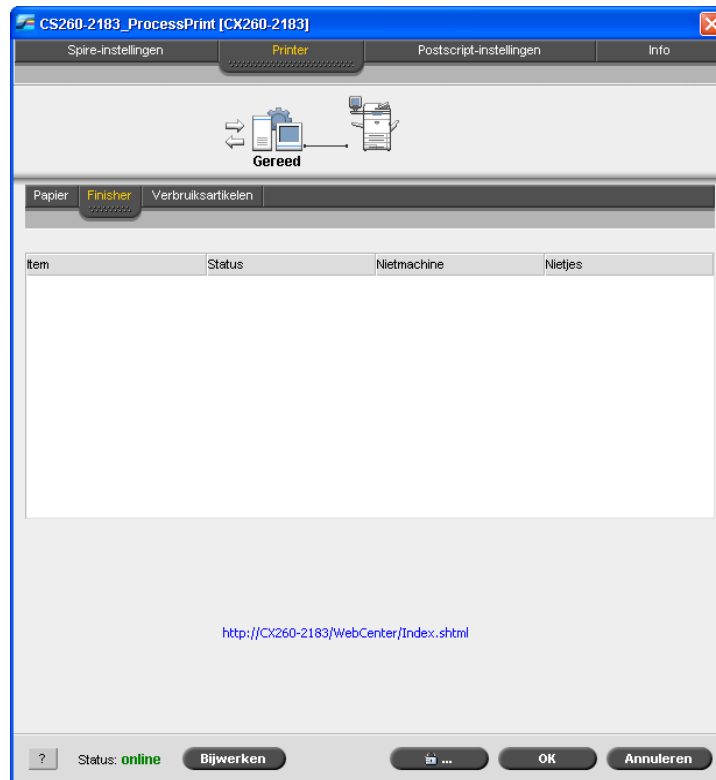 CS260-2183_ProcessPrint [CX260-2183]
Spire-instellingen Printer Postscript-instellingen Info
Gereed
Papier Finisher Verbruiksartikelen
Item Status Nietmachine Nietjes
http://CX260-2183/WebCenter/Index.shtml
? Status: online Bijwerken ... OK Annuleren